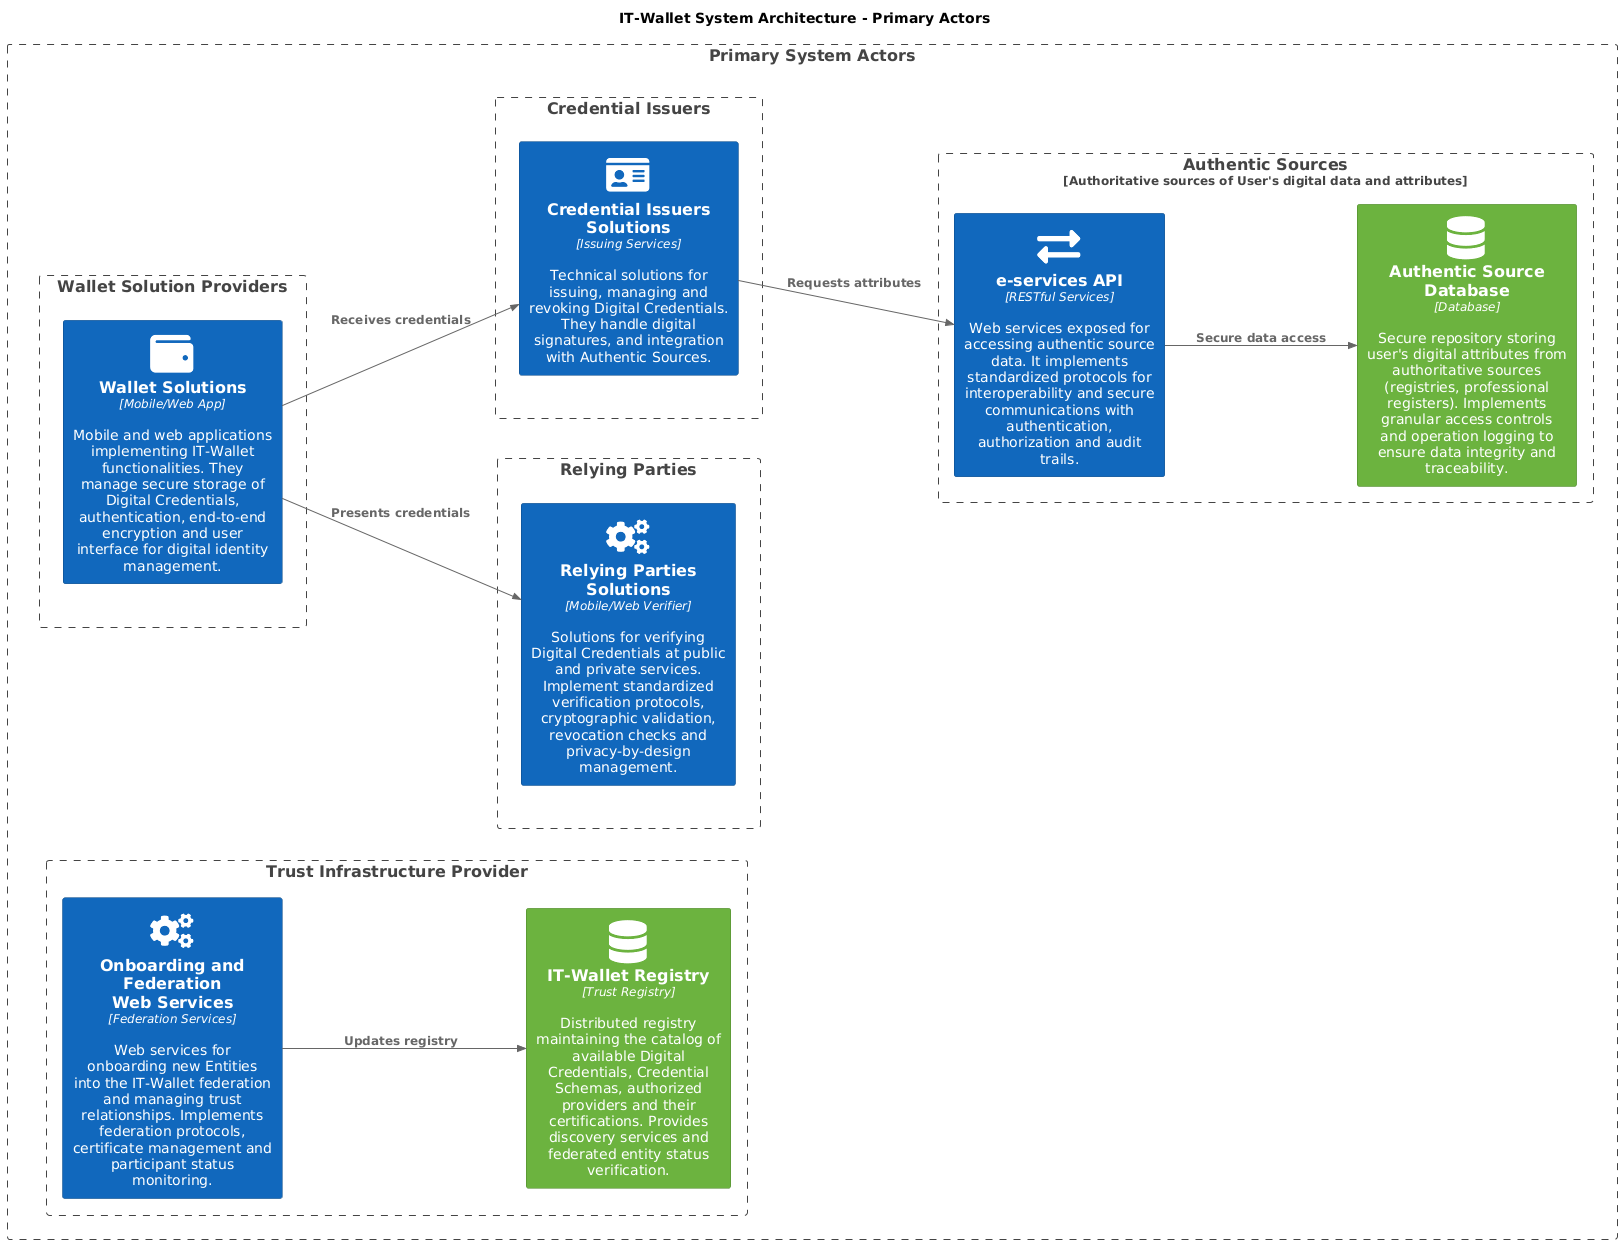 IT-Wallet System Architecture - Primary Actors
Primary System Actors
Wallet Solution Providers
Wallet Solutions
[Mobile/Web App]
Mobile and web applications
implementing IT-Wallet
functionalities. They
manage secure storage of
Digital Credentials,
authentication, end-to-end
encryption and user
interface for digital identity
management.
Receives credentials
Presents credentials
Credential Issuers
Credential Issuers
Solutions
[Issuing Services]
Technical solutions for
issuing, managing and
revoking Digital Credentials.
They handle digital
signatures, and integration
with Authentic Sources.
Requests attributes
Relying Parties
Relying Parties
Solutions
[Mobile/Web Verifier]
Solutions for verifying
Digital Credentials at public
and private services.
Implement standardized
verification protocols,
cryptographic validation,
revocation checks and
privacy-by-design
management.
Authentic Sources
[Authoritative sources of User's digital data and attributes]
e-services API
[RESTful Services]
Web services exposed for
accessing authentic source
data. It implements
standardized protocols for
interoperability and secure
communications with
authentication,
authorization and audit
trails.
Secure data access
Authentic Source
Database
[Database]
Secure repository storing
user's digital attributes from
authoritative sources
(registries, professional
registers). Implements
granular access controls
and operation logging to
ensure data integrity and
traceability.
Trust Infrastructure Provider
Onboarding and
Federation
Web Services
[Federation Services]
Web services for
onboarding new Entities
into the IT-Wallet federation
and managing trust
relationships. Implements
federation protocols,
certificate management and
participant status
monitoring.
Updates registry
IT-Wallet Registry
[Trust Registry]
Distributed registry
maintaining the catalog of
available Digital
Credentials, Credential
Schemas, authorized
providers and their
certifications. Provides
discovery services and
federated entity status
verification.